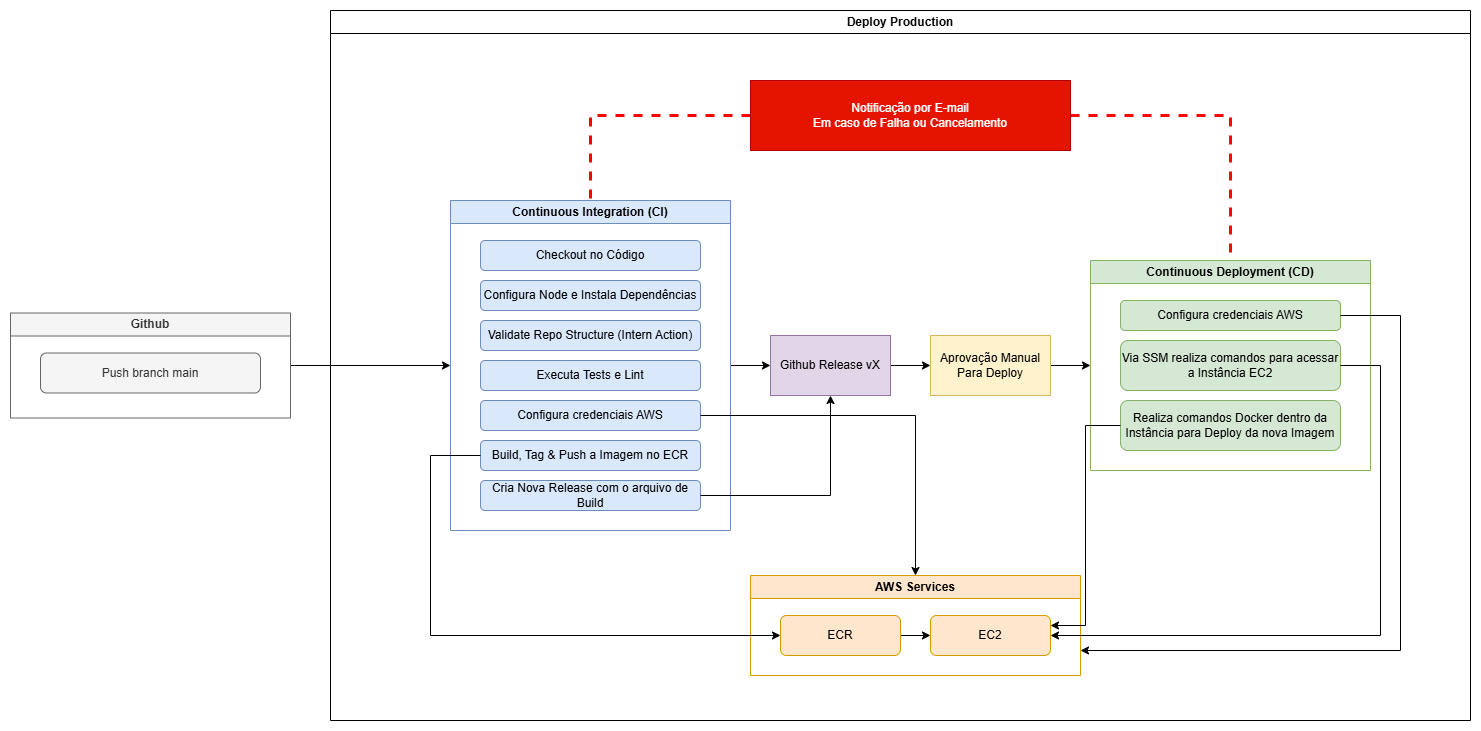 Deploy Production
Notificação por E-mail
Em caso de Falha ou Cancelamento
Continuous Integration (CI)
Checkout no Código
Configura Node e Instala Dependências
Validate Repo Structure (Intern Action)
Executa Tests e Lint
Configura credenciais AWS
Build, Tag & Push a Imagem no ECR
Cria Nova Release com o arquivo de
Build
Github
Push branch main
Github Release vX
Aprovação Manual
Para Deploy
Continuous Deployment (CD)
Configura credenciais AWS
Via SSM realiza comandos para acessar
a Instância EC2
Realiza comandos Docker dentro da
Instância para Deploy da nova Imagem
AWS Services
ECR
EC2